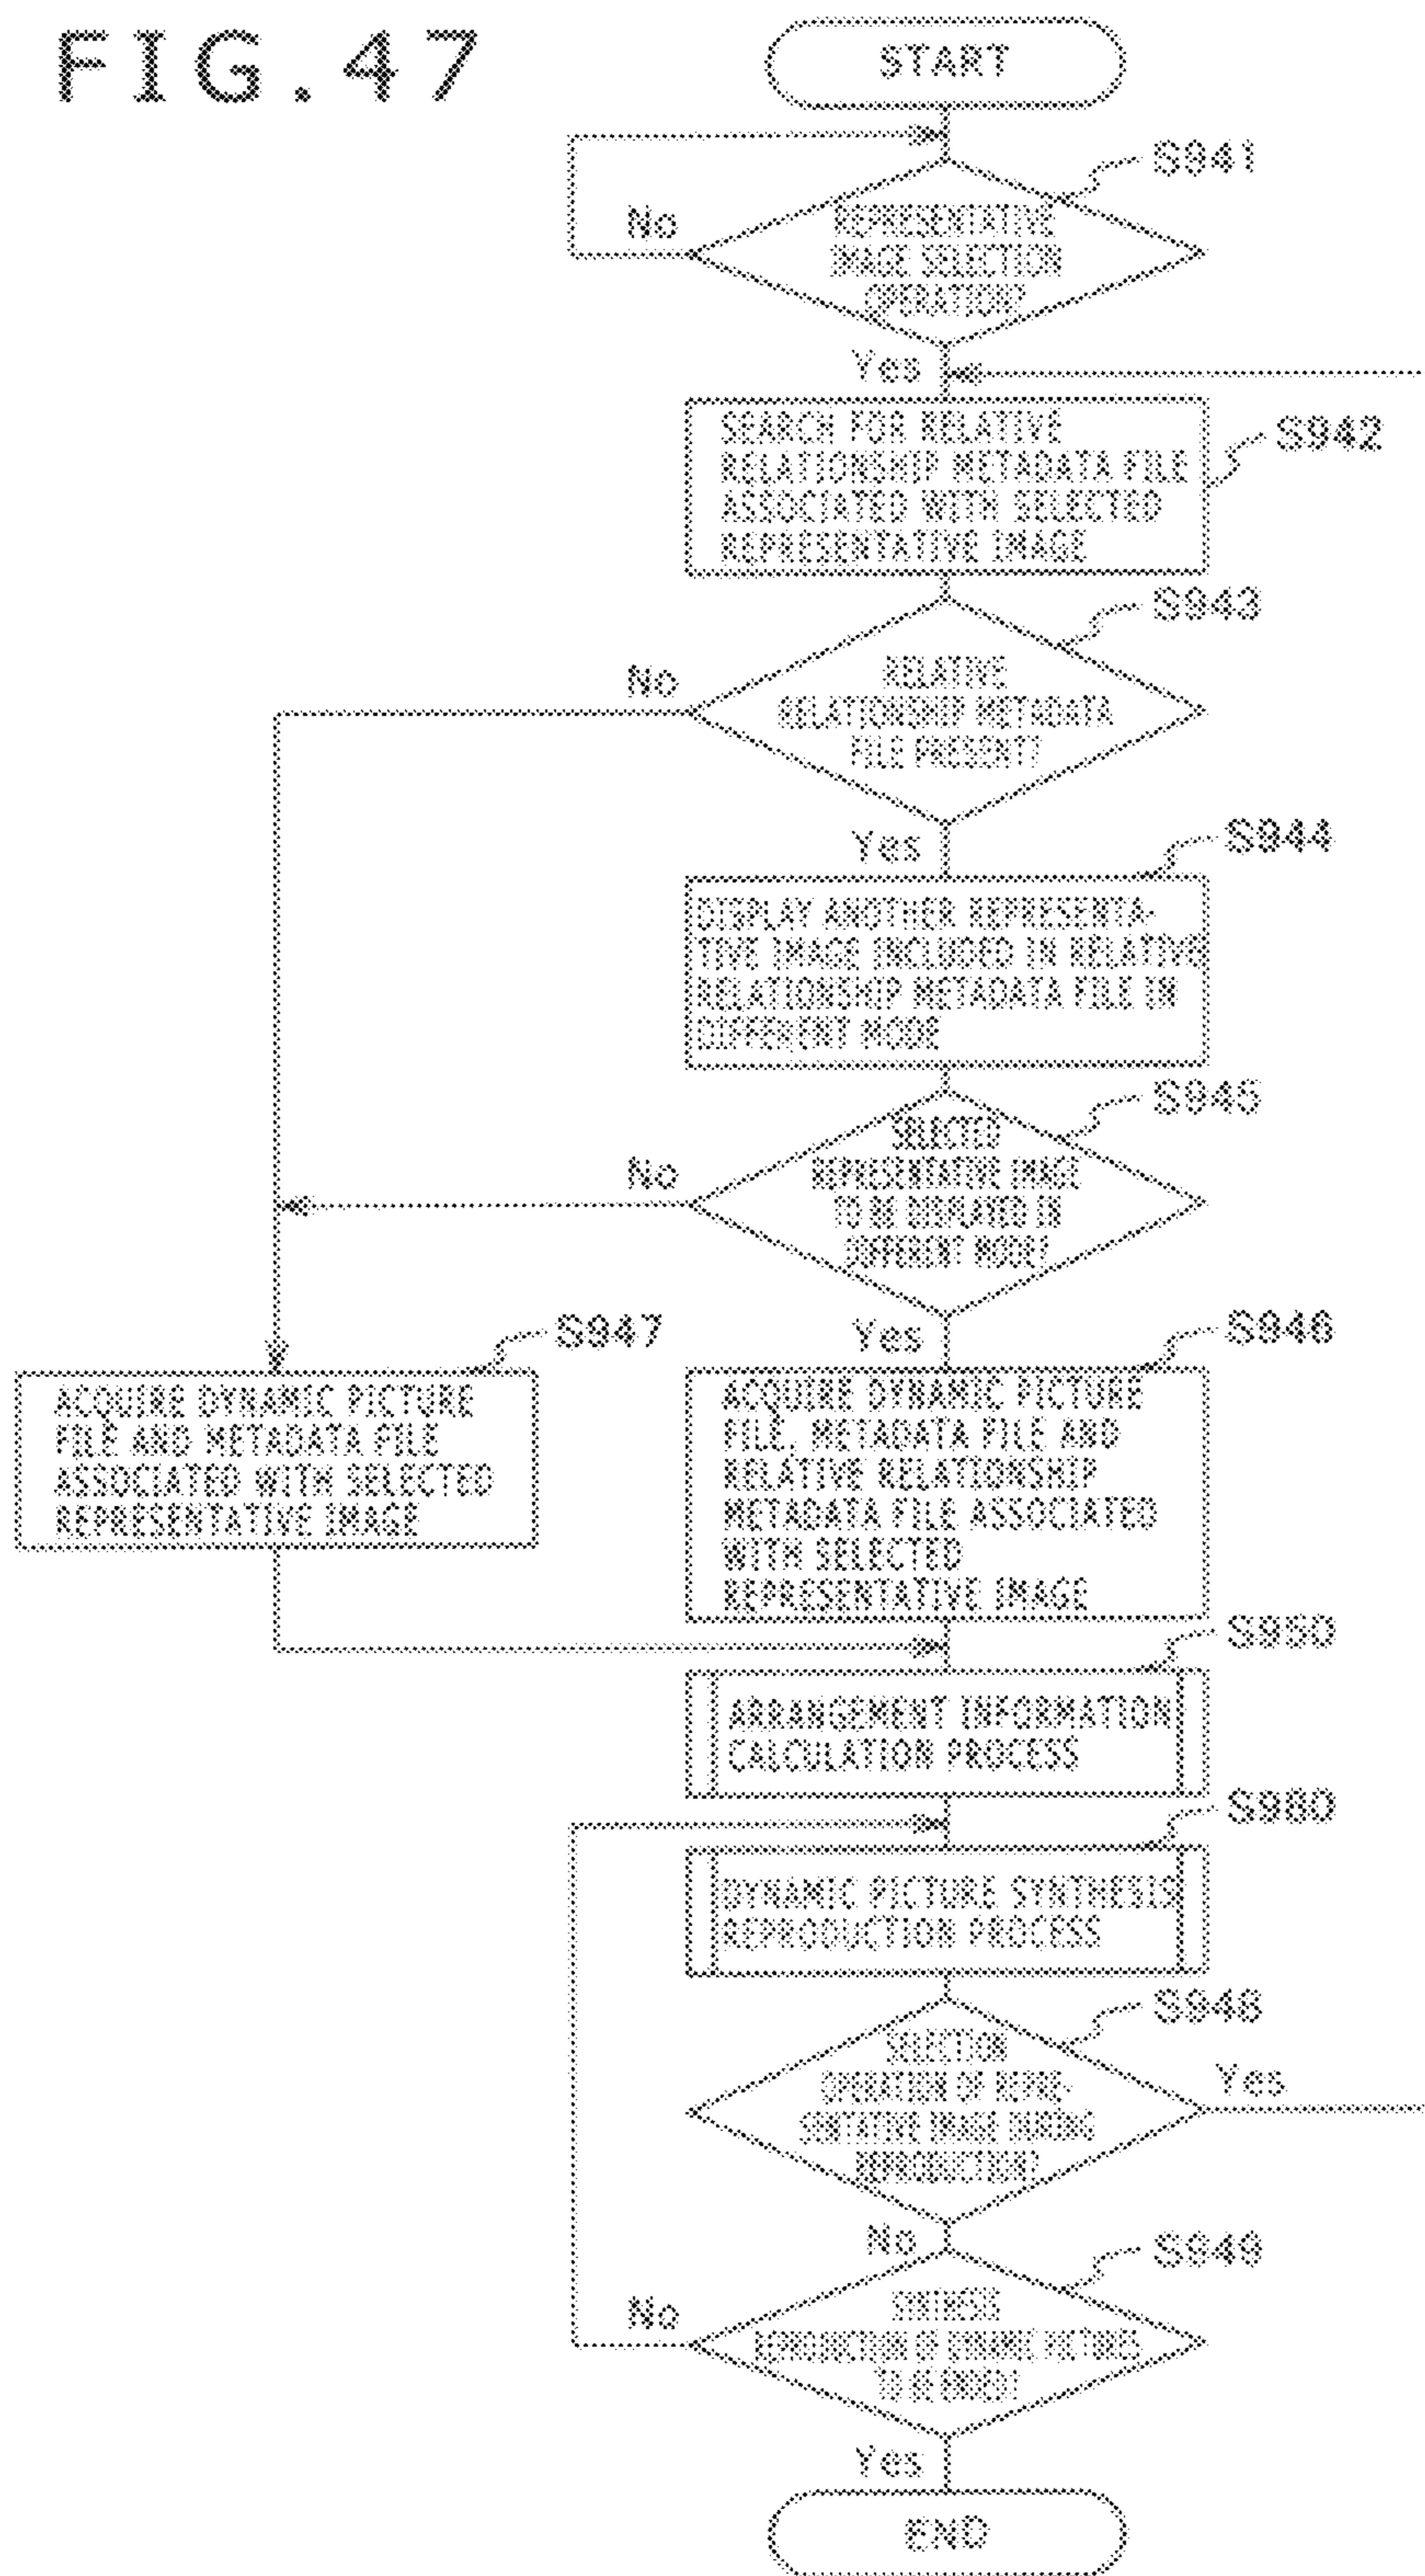 FIG.47
START
S941
No
REPRESENTATIVE
IMAGE SELECTION
OPERATION?
Yes
SEARCH FOR RELATIVE
RELATIONSHIP METADATA FILE
ASSOCIATED WITH SELECTED
REPRESENTATIVE IMAGE
S942
S943
No
RELATIVE
RELATIONSHIP METADATA
FILE PRESENT?
Yes
S944
DISPLAY ANOTHER REPRESENTA-
TIVE IMAGE INCLUDED IN RELATIVE
RELATIONSHIP METADATA FILE IN
DIFFERENT MODE
S945
No
SELECTED
REPRESENTATIVE IMAGE
TO BE DISPLAYED IN
DIFFERENT MODE?
Yes
S947
ACQUIRE DYNAMIC PICTURE
FILE AND METADATA FILE
ASSOCIATED WITH SELECTED
REPRESENTATIVE IMAGE
S946
ACQUIRE DYNAMIC PICTURE
FILE, METADATA FILE AND
RELATIVE RELATIONSHIP
METADATA FILE ASSOCIATED
WITH SELECTED
REPRESENTATIVE IMAGE
S950
ARRANGEMENT INFORMATION
CALCULATION PROCESS
S980
DYNAMIC PICTURE SYNTHESIS
REPRODUCTION PROCESS
S948
SELECTION
OPERATION OF REPRE-
SENTATIVE IMAGE DURING
REPRODUCTION?
Yes
No
S949
No
SYNTHESIS
REPRODUCTION OF DYNAMIC PICTURES
TO BE ENDED?
Yes
END